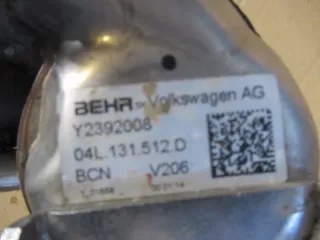 BEHR Volkswagen AG
Y2392008
04L.131.512.D
BCN V206